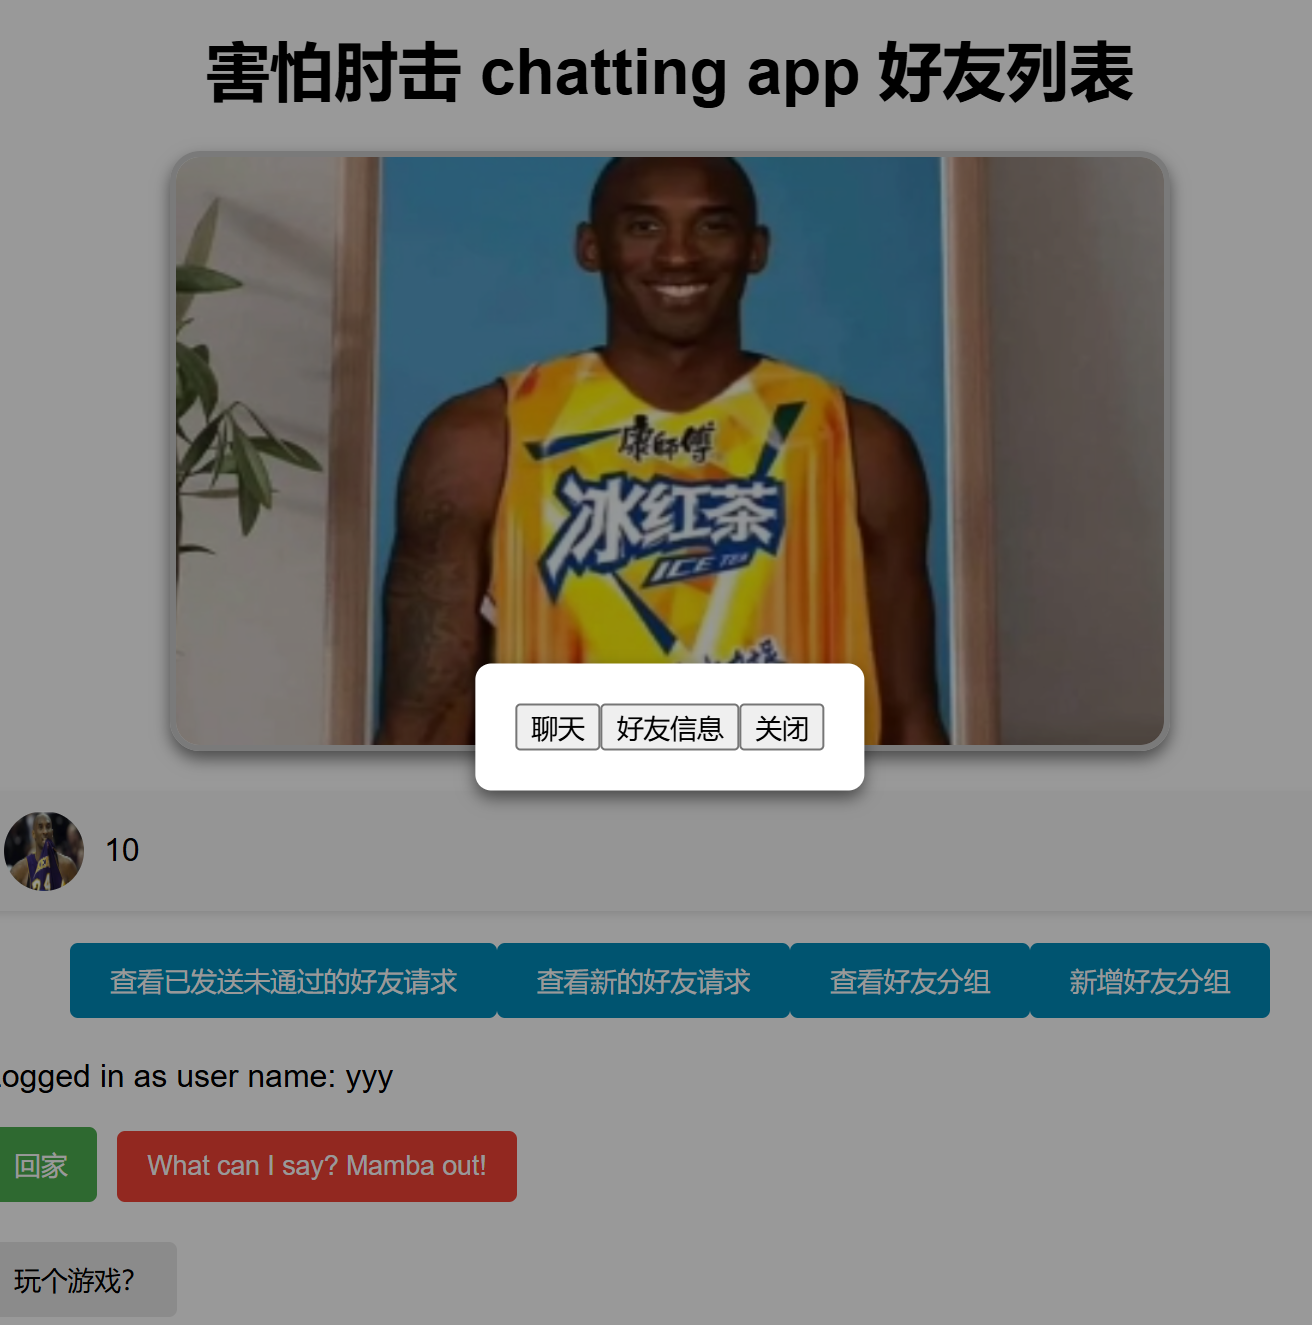 害怕肘击 chatting app 好友列表
康師傅
冰红茶
ICE TEA
聊天 好友信息 关闭
10
查看已发送未通过的好友请求 查看新的好友请求 查看好友分组 新增好友分组
ogged in as user name: yyy
回家 What can I say? Mamba out!
玩个游戏?